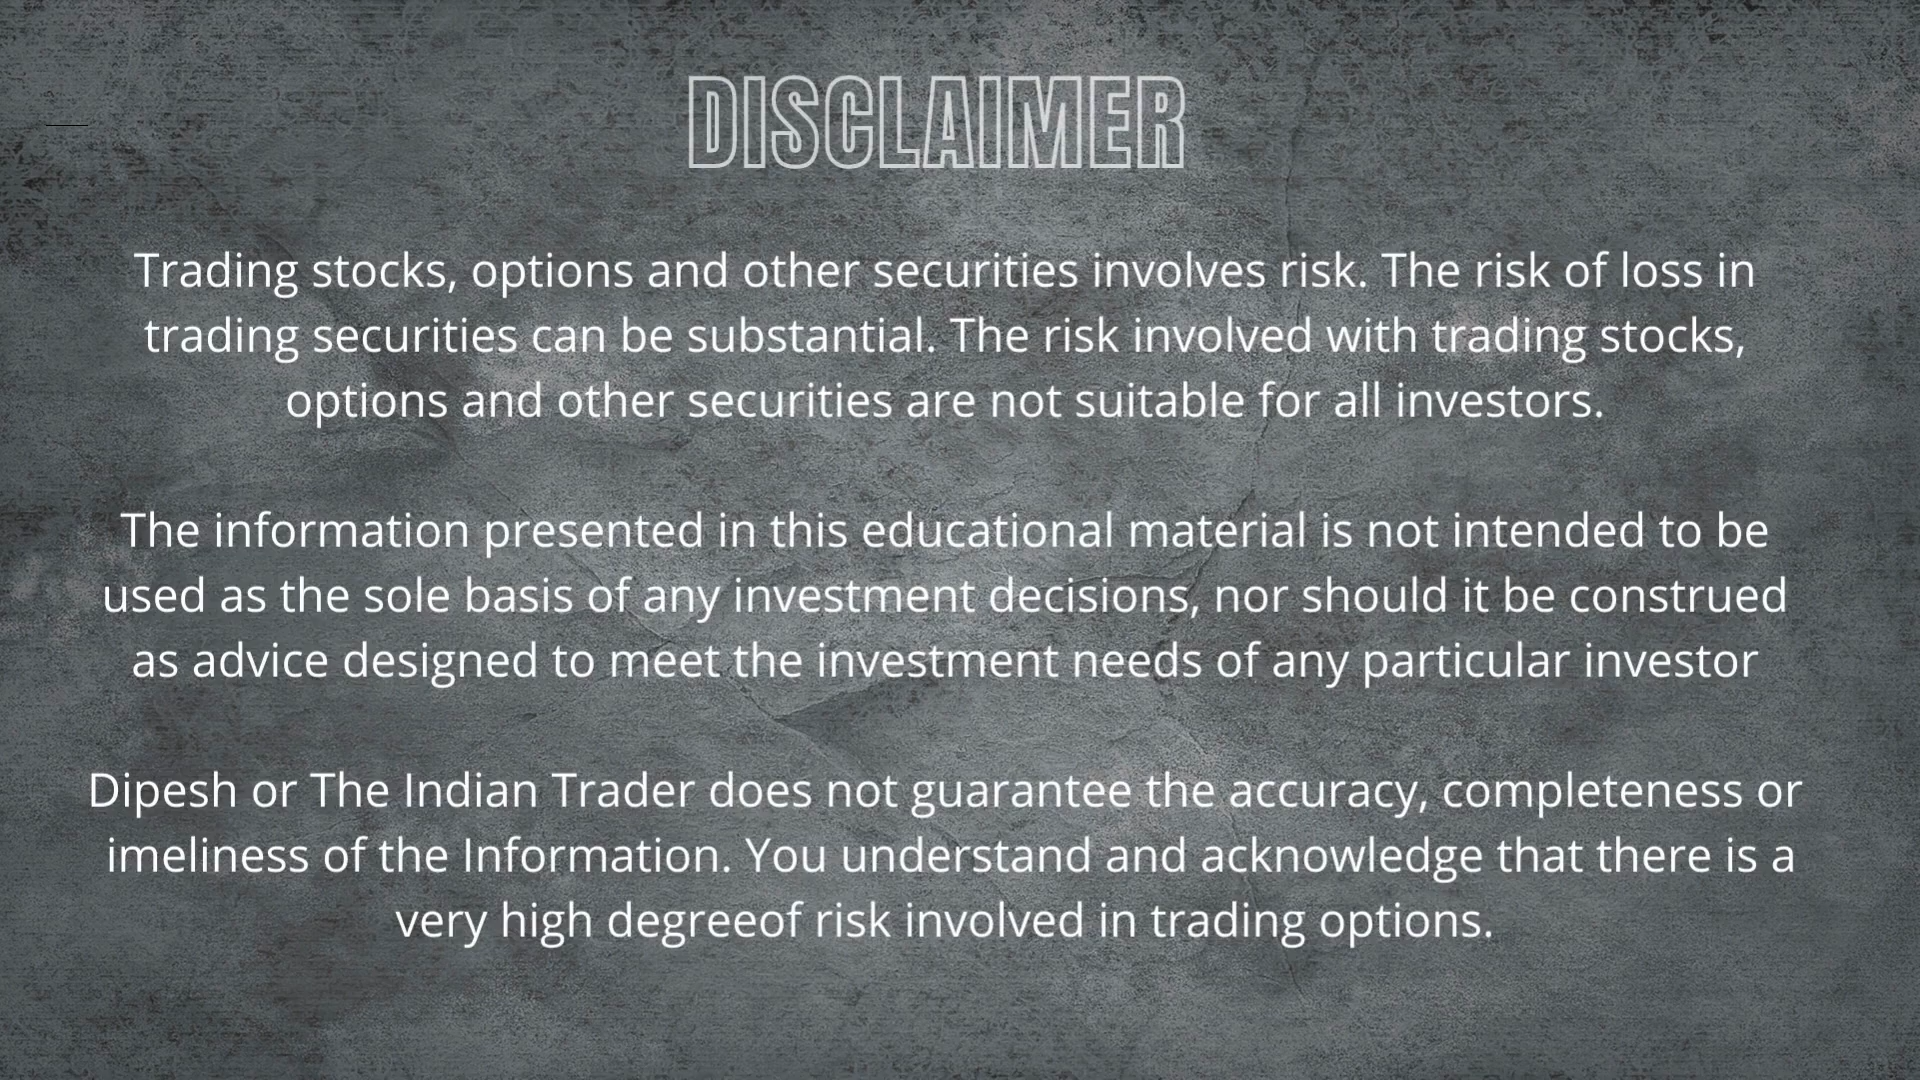 DISCLAIMER
Trading stocks, options and other securities involves risk. The risk of loss in
trading securities can be substantial. The risk involved with trading stocks,
options and other securities are not suitable for all investors.
The information presented in this educational material is not intended to be
used as the sole basis of any investment decisions, nor should it be construed
as advice designed to meet the investment needs of any particular investor
Dipesh or The Indian Trader does not guarantee the accuracy, completeness or
imeliness of the Information. You understand and acknowledge that there is a
very high degreeof risk involved in trading options.